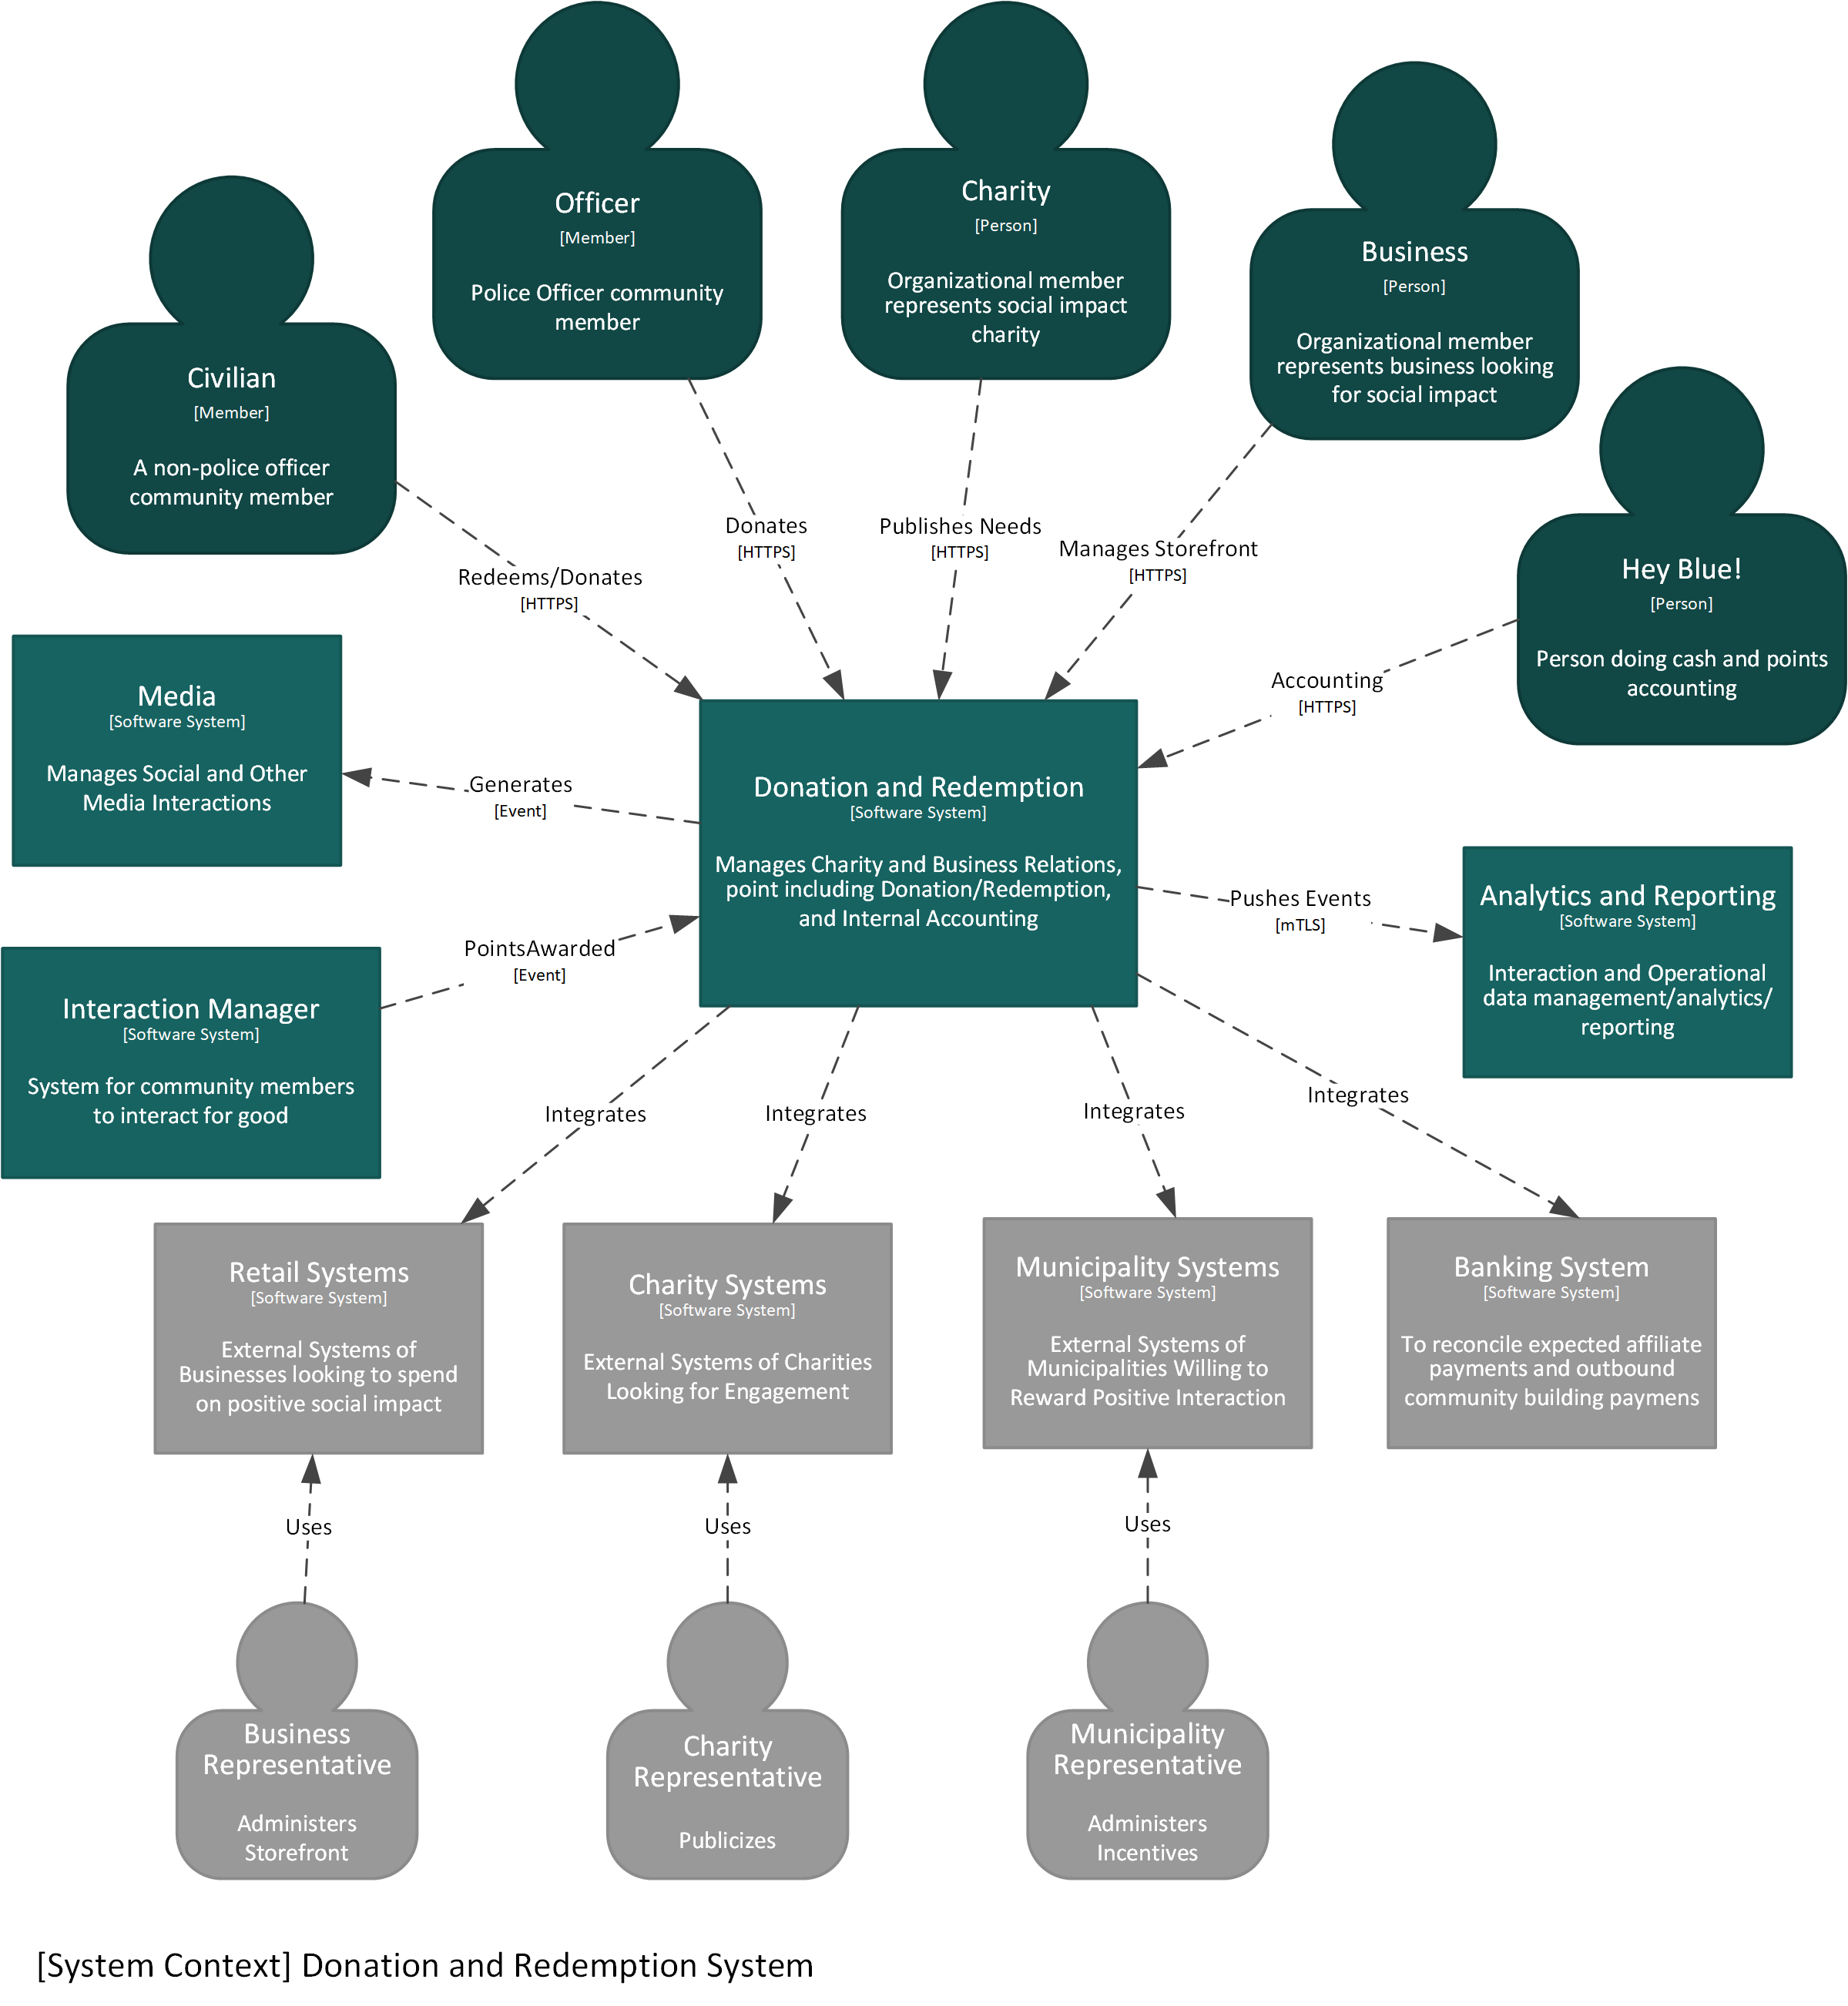 Officer
[Member]
Police Officer community
member
Charity
[Person]
Organizational member
represents social impact
charity
Business
[Person]
Organizational member
represents business looking
for social impact
Civilian
[Member]
A non-police officer
community member
Hey Blue!
[Person]
Person doing cash and points
accounting
Redeems/Donates
[HTTPS]
Donates
[HTTPS]
Publishes Needs
[HTTPS]
Manages Storefront
[HTTPS]
Accounting
[HTTPS]
Media
[Software System]
Manages Social and Other
Media Interactions
Generates
[Event]
Donation and Redemption
[Software System]
Manages Charity and Business Relations,
point including Donation/Redemption,
and Internal Accounting
Pushes Events
[mTLS]
Analytics and Reporting
[Software System]
Interaction and Operational
data management/analytics/
reporting
PointsAwarded
[Event]
Interaction Manager
[Software System]
System for community members
to interact for good
Integrates
Integrates
Integrates
Integrates
Retail Systems
[Software System]
External Systems of
Businesses looking to spend
on positive social impact
Charity Systems
[Software System]
External Systems of Charities
Looking for Engagement
Municipality Systems
[Software System]
External Systems of
Municipalities Willing to
Reward Positive Interaction
Banking System
[Software System]
To reconcile expected affiliate
payments and outbound
community building paymens
Uses
Uses
Uses
Business
Representative
Administers
Storefront
Charity
Representative
Publicizes
Municipality
Representative
Administers
Incentives
[System Context] Donation and Redemption System